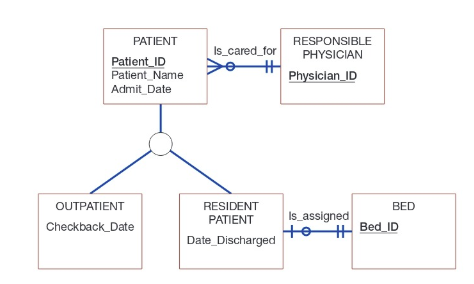 PATIENT
Patient_ID
Patient_Name
Admit_Date
Is_cared_for
RESPONSIBLE
PHYSICIAN
Physician_ID
OUTPATIENT
Checkback_Date
RESIDENT
PATIENT
Date_Discharged
Is_assigned
BED
Bed_ID